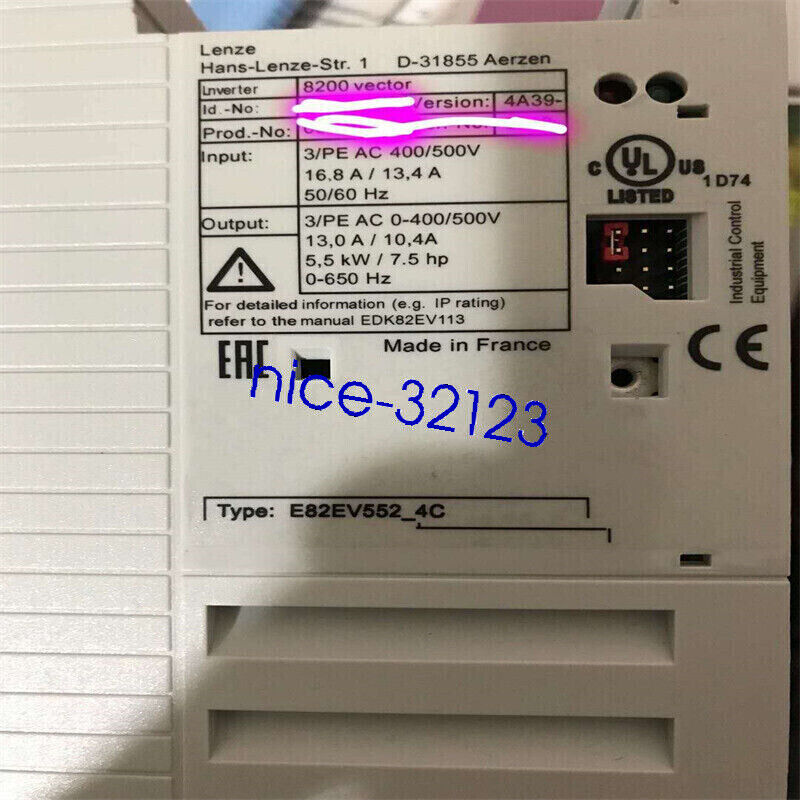 Lenze
Hans-Lenze-Str. 1 D-31855 Aerzen
Inverter 8200 vector
Id.-No: Version: 4A39-
Prod.-No:
Input: 3/PE AC 400/500V
16,8 A / 13,4 A
50/60 Hz
Output: 3/PE AC 0-400/500V
13,0 A / 10,4A
5,5 kW / 7.5 hp
0-650 Hz
For detailed information (e.g. IP rating)
refer to the manual EDK82EV113
EAC
Made in France
C UL US
LISTED
1D74
Industrial Control
Equipment
CE
nice-32123
Type: E82EV552_4C